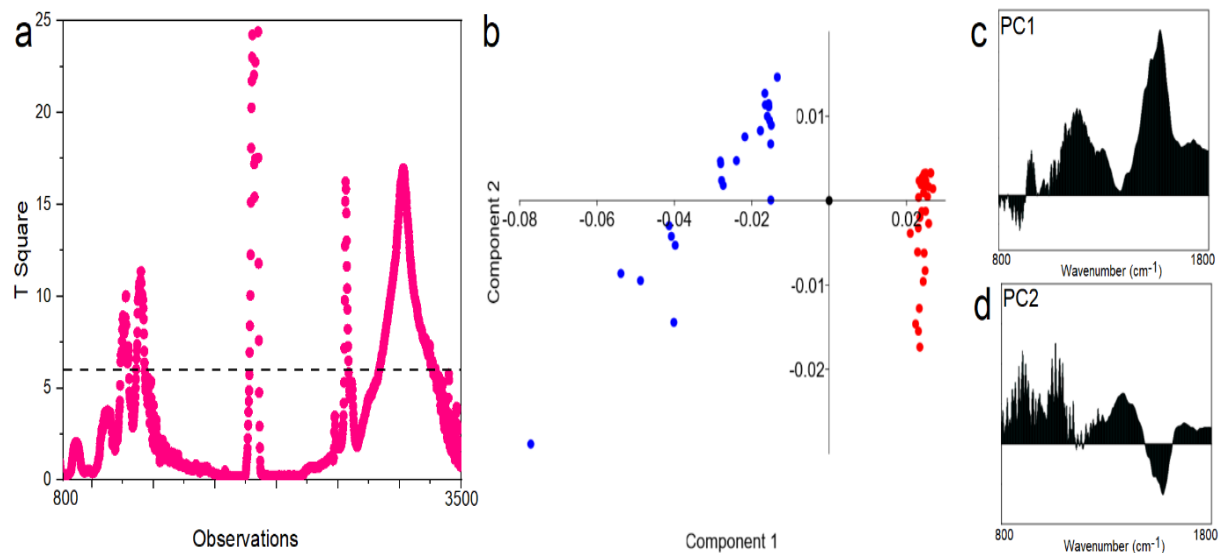 a
25
20
15
10
5
0
T Square
800
3500
Observations
b
0.01
-0.08
-0.06
-0.04
-0.02
0.02
-0.01
-0.02
Component 2
Component 1
c
PC1
800
1800
Wavenumber (cm-1)
d
PC2
800
1800
Wavenumber (cm-1)